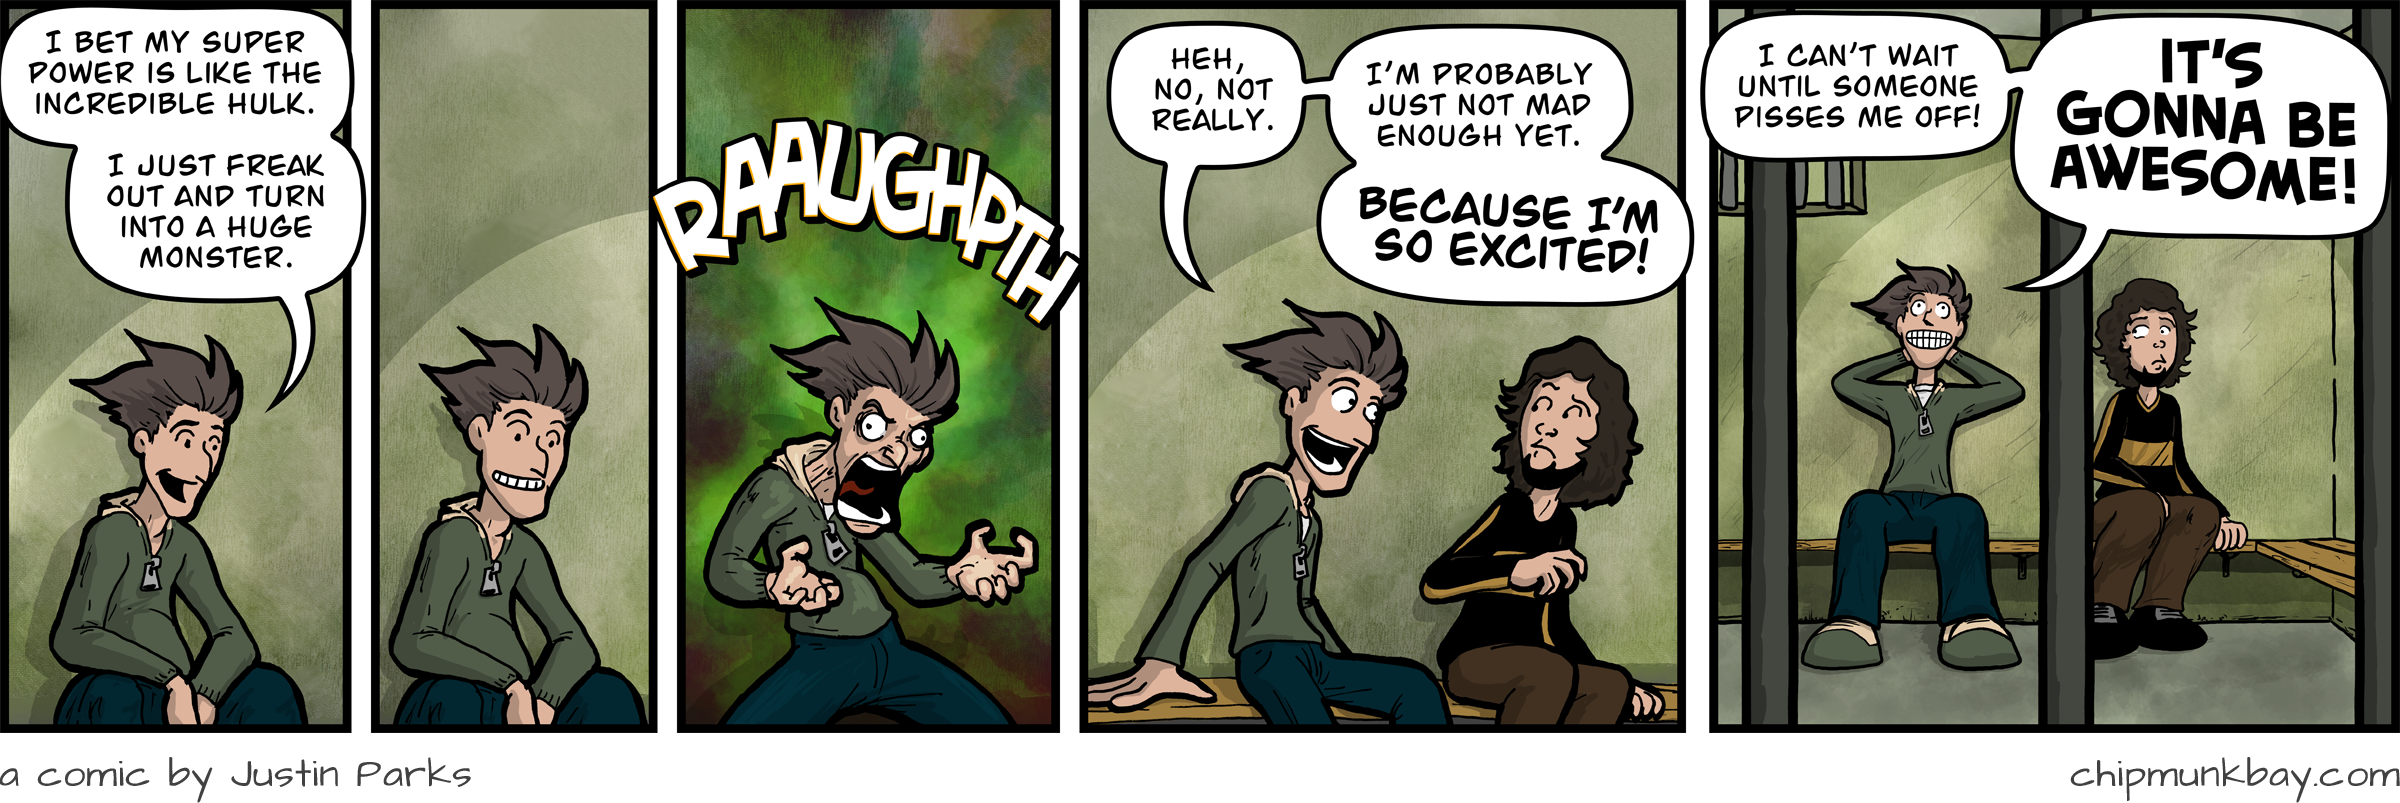 I BET MY SUPER
POWER IS LIKE THE
INCREDIBLE HULK.
I JUST FREAK
OUT AND TURN
INTO A HUGE
MONSTER.
RAAUGHPTH
HEH,
NO, NOT
REALLY.
I'M PROBABLY
JUST NOT MAD
ENOUGH YET.
BECAUSE I'M
SO EXCITED!
I CAN'T WAIT
UNTIL SOMEONE
PISSES ME OFF!
IT'S
GONNA BE
AWESOME!
a comic by Justin Parks
chipmunkbay.com